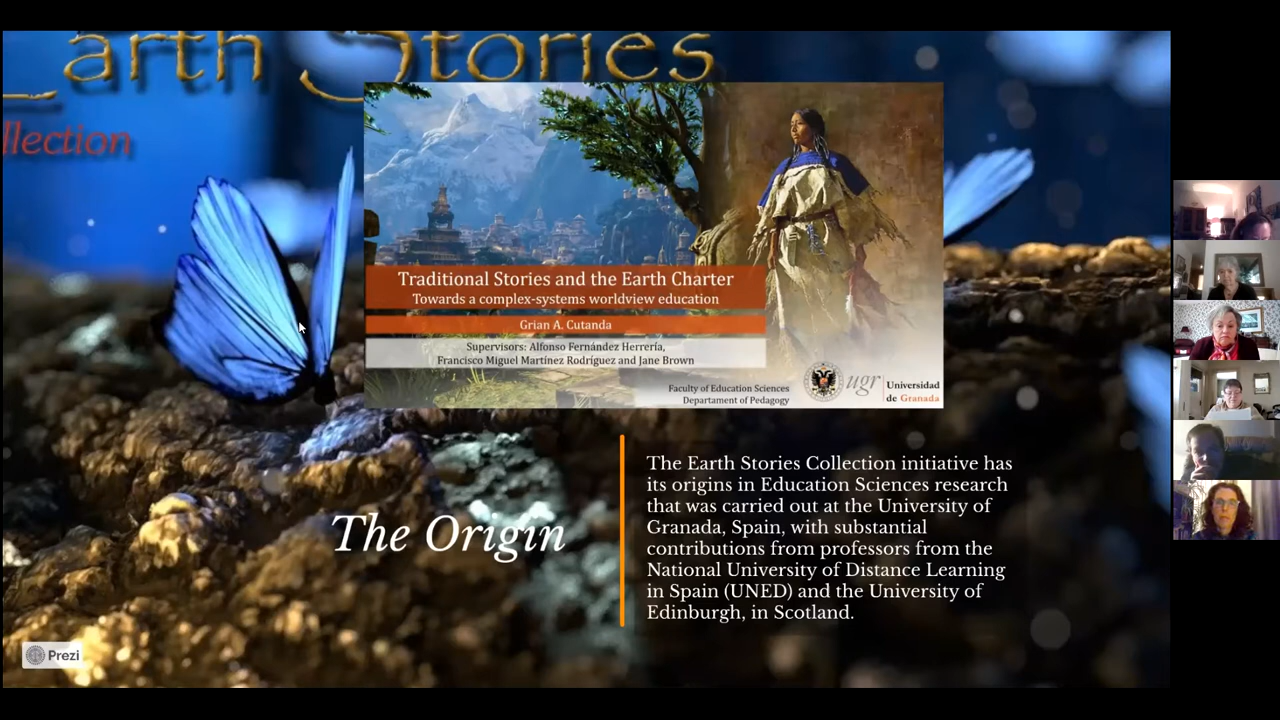 arth Stories
llection
Traditional Stories and the Earth Charter
Towards a complex-systems worldview education
Grian A. Cutanda
Supervisors: Alfonso Fernández Herrería,
Francisco Miguel Martínez Rodríguez and Jane Brown
Faculty of Education Sciences
Departament of Pedagogy
ugr
Universidad
de Granada
The Origin
The Earth Stories Collection initiative has
its origins in Education Sciences research
that was carried out at the University of
Granada, Spain, with substantial
contributions from professors from the
National University of Distance Learning
in Spain (UNED) and the University of
Edinburgh, in Scotland.
Prezi